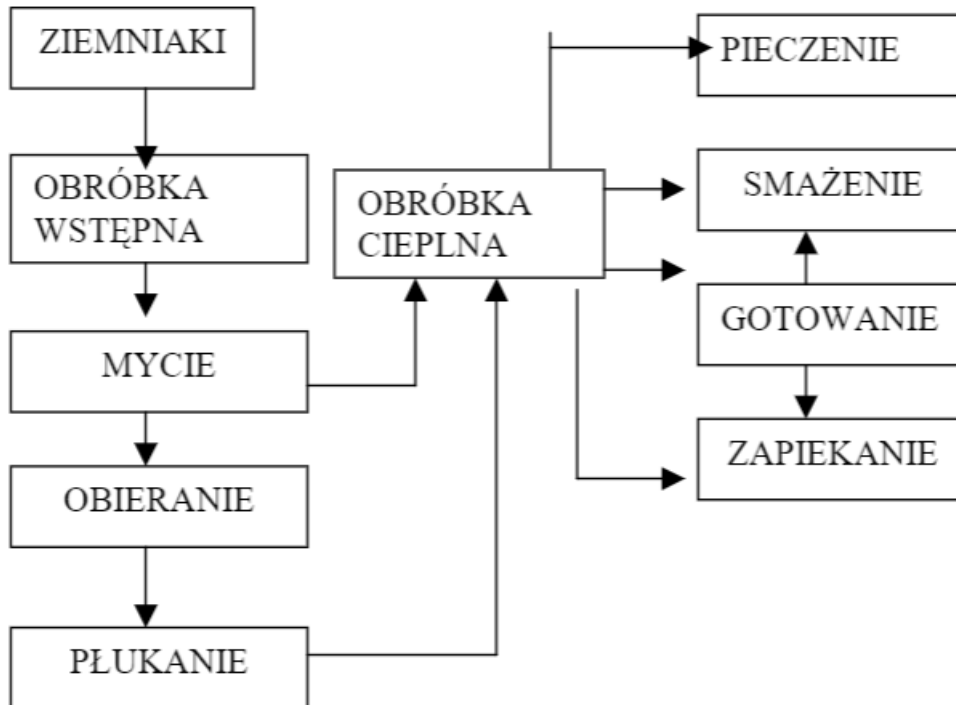 ZIEMNIAKI
OBRÓBKA
WSTĘPNA
MYCIE
OBIERANIE
PŁUKANIE
OBRÓBKA
CIEPLNA
PIECZENIE
SMAŻENIE
GOTOWANIE
ZAPIEKANIE